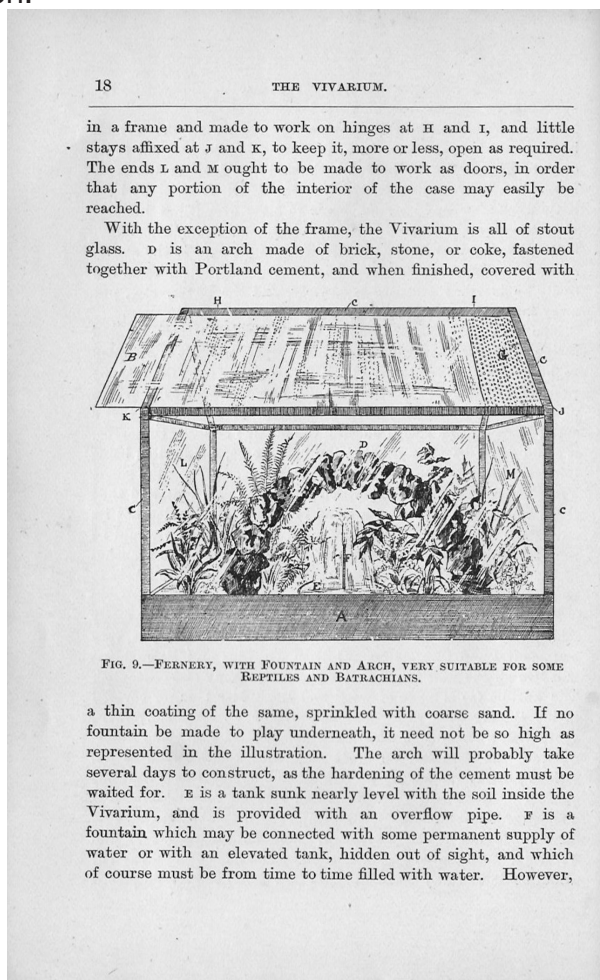 18 THE VIVARIUM.
in a frame and made to work on hinges at H and I, and little
stays affixed at J and K, to keep it, more or less, open as required.
The ends L and M ought to be made to work as doors, in order
that any portion of the interior of the case may easily be
reached.
With the exception of the frame, the Vivarium is all of stout
glass. D is an arch made of brick, stone, or coke, fastened
together with Portland cement, and when finished, covered with
H C I
B G C
K J
D
L M
C C
F
E
A
FIG. 9.—FERNERY, WITH FOUNTAIN AND ARCH, VERY SUITABLE FOR SOME
REPTILES AND BATRACHIANS.
a thin coating of the same, sprinkled with coarse sand. If no
fountain be made to play underneath, it need not be so high as
represented in the illustration. The arch will probably take
several days to construct, as the hardening of the cement must be
waited for. E is a tank sunk nearly level with the soil inside the
Vivarium, and is provided with an overflow pipe. F is a
fountain which may be connected with some permanent supply of
water or with an elevated tank, hidden out of sight, and which
of course must be from time to time filled with water. However,